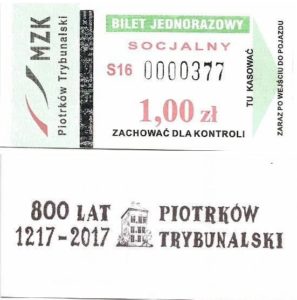 MZK
Piotrków Trybunalski
BILET JEDNORAZOWY
SOCJALNY
S16 0000377
1,00 zł
ZACHOWAĆ DLA KONTROLI
TU KASOWAĆ
ZARAZ PO WEJŚCIU DO POJAZDU
800 LAT PIOTRKÓW
1217-2017 TRYBUNALSKI